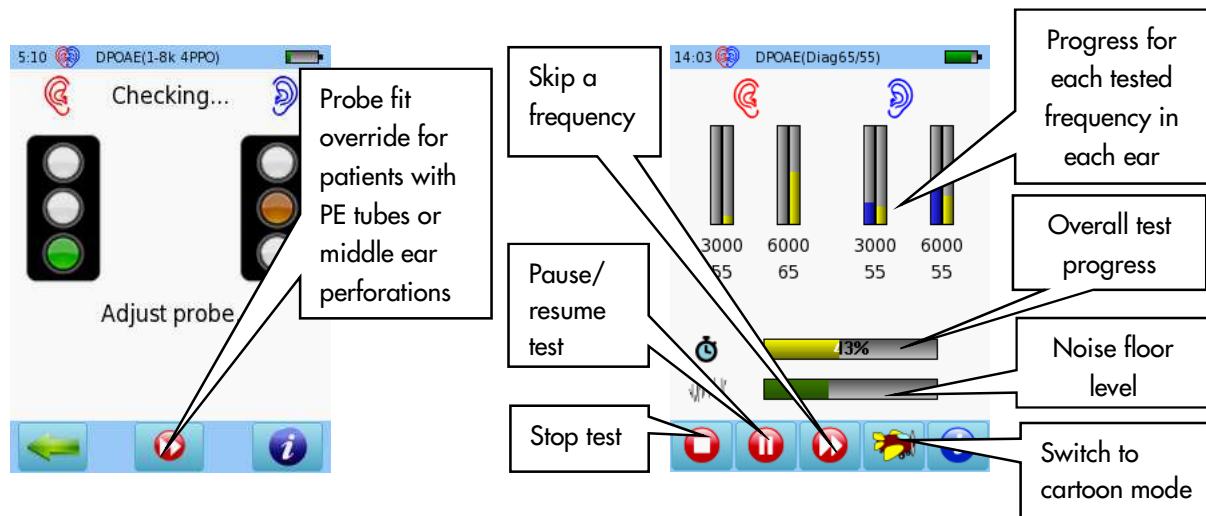 5:10 DPOAE(1-8k 4PPO)
Checking...
Adjust probe
Probe fit
override for
patients with
PE tubes or
middle ear
perforations
Skip a
frequency
Pause/
resume
test
Stop test
14:03 DPOAE(Diag65/55)
3000 6000 3000 6000
55 65 55 55
43%
Progress for
each tested
frequency in
each ear
Overall test
progress
Noise floor
level
Switch to
cartoon mode